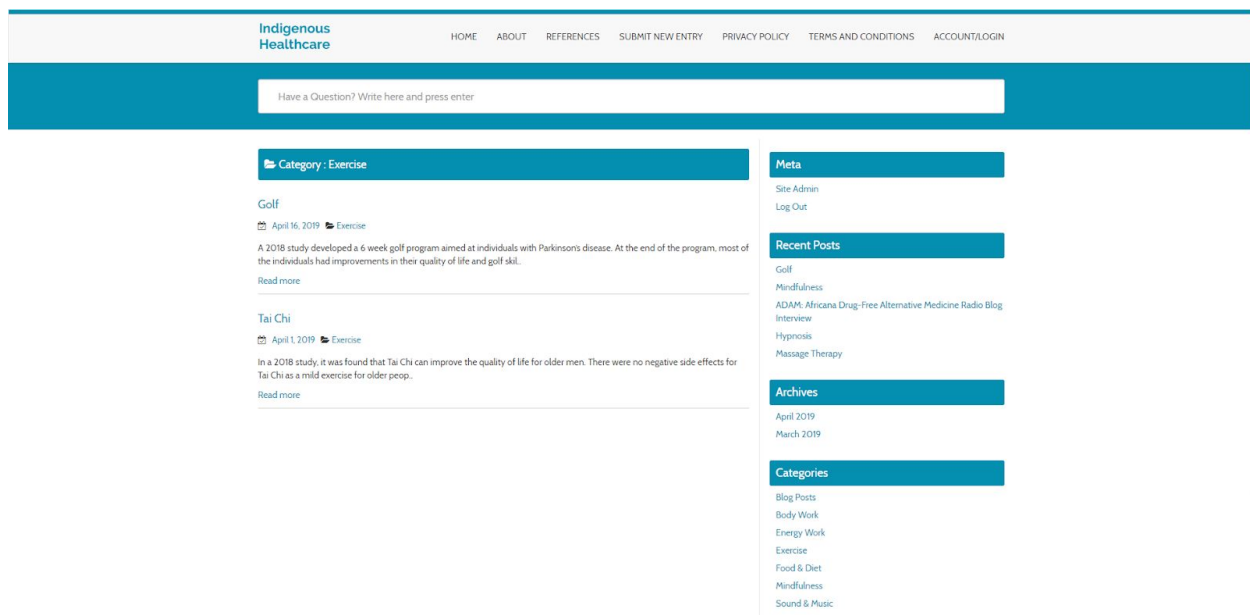 Indigenous
Healthcare
HOME ABOUT REFERENCES SUBMIT NEW ENTRY PRIVACY POLICY TERMS AND CONDITIONS ACCOUNT/LOGIN
Have a Question? Write here and press enter
Category : Exercise
Golf
April 16, 2019 Exercise
A 2018 study developed a 6 week golf program aimed at individuals with Parkinson's disease. At the end of the program, most of
the individuals had improvements in their quality of life and golf skil..
Read more
Tai Chi
April 1, 2019 Exercise
In a 2018 study, it was found that Tai Chi can improve the quality of life for older men. There were no negative side effects for
Tai Chi as a mild exercise for older peop..
Read more
Meta
Site Admin
Log Out
Recent Posts
Golf
Mindfulness
ADAM: Africana Drug-Free Alternative Medicine Radio Blog
Interview
Hypnosis
Massage Therapy
Archives
April 2019
March 2019
Categories
Blog Posts
Body Work
Energy Work
Exercise
Food & Diet
Mindfulness
Sound & Music